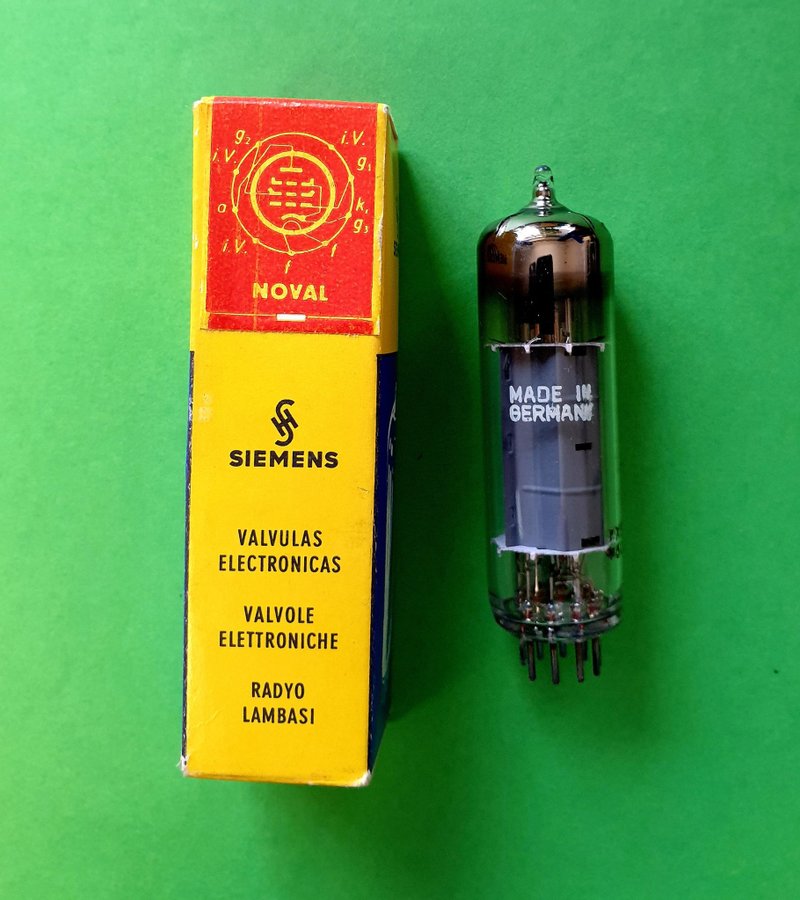 g₂
i.V.
i.V.
g₁
a
k,
g₃
i.V.
f
f
NOVAL
SIEMENS
VALVULAS
ELECTRONICAS
VALVOLE
ELETTRONICHE
RADYO
LAMBASI
MADE IN
GERMANY